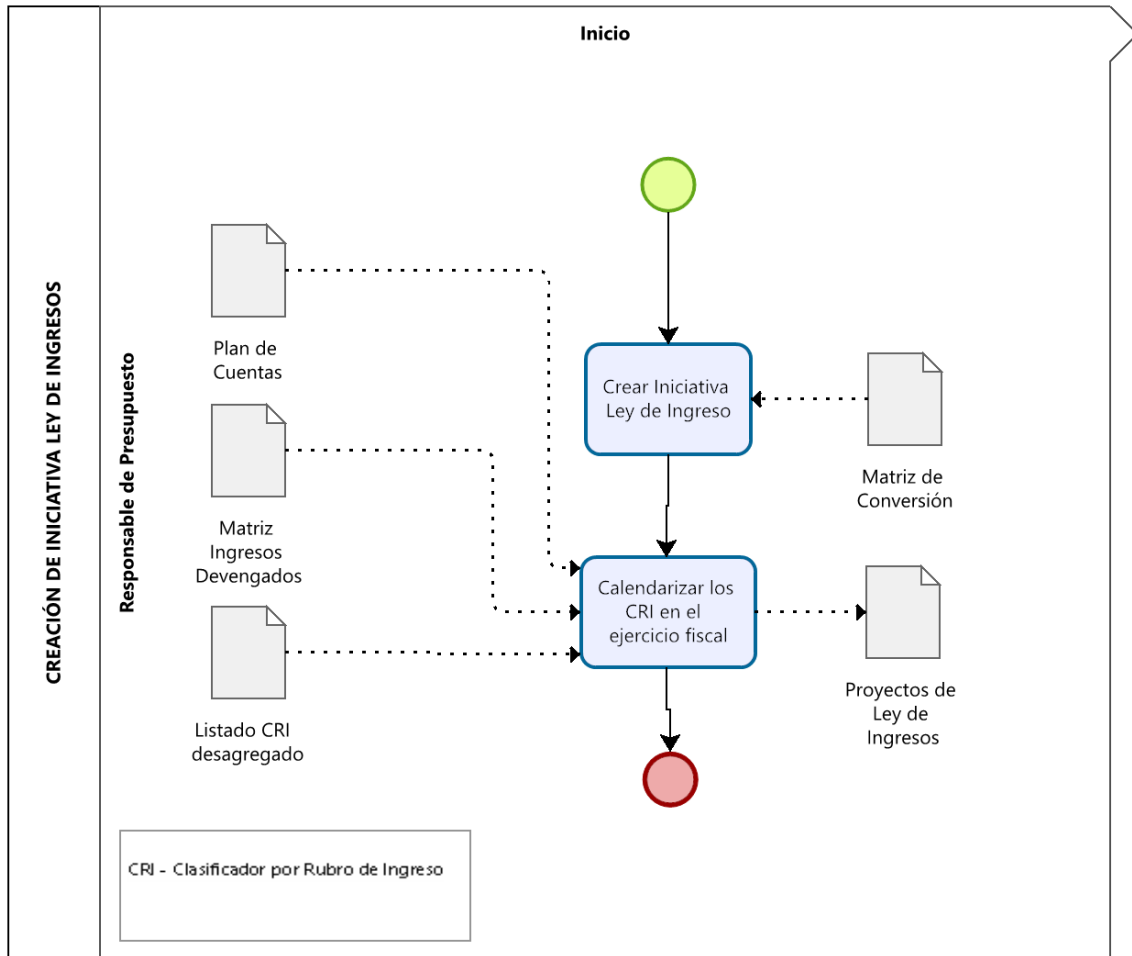 Inicio
CREACIÓN DE INICIATIVA LEY DE INGRESOS
Responsable de Presupuesto
Plan de
Cuentas
Crear Iniciativa
Ley de Ingreso
Matriz de
Conversión
Matriz
Ingresos
Devengados
Calendarizar los
CRI en el
ejercicio fiscal
Proyectos de
Ley de
Ingresos
Listado CRI
desagregado
CRI - Clasificador por Rubro de Ingreso